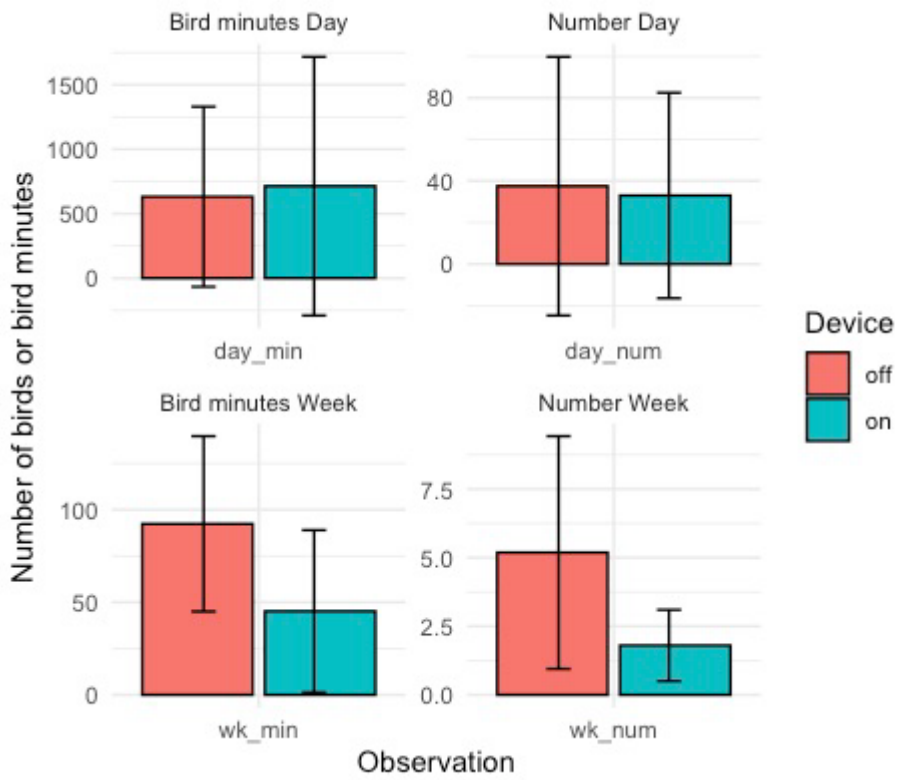 Bird minutes Day
Number Day
1500
1000
500
0
80
40
0
day_min
day_num
Number of birds or bird minutes
Device
off
on
Bird minutes Week
Number Week
100
50
0
7.5
5.0
2.5
0.0
wk_min
wk_num
Observation